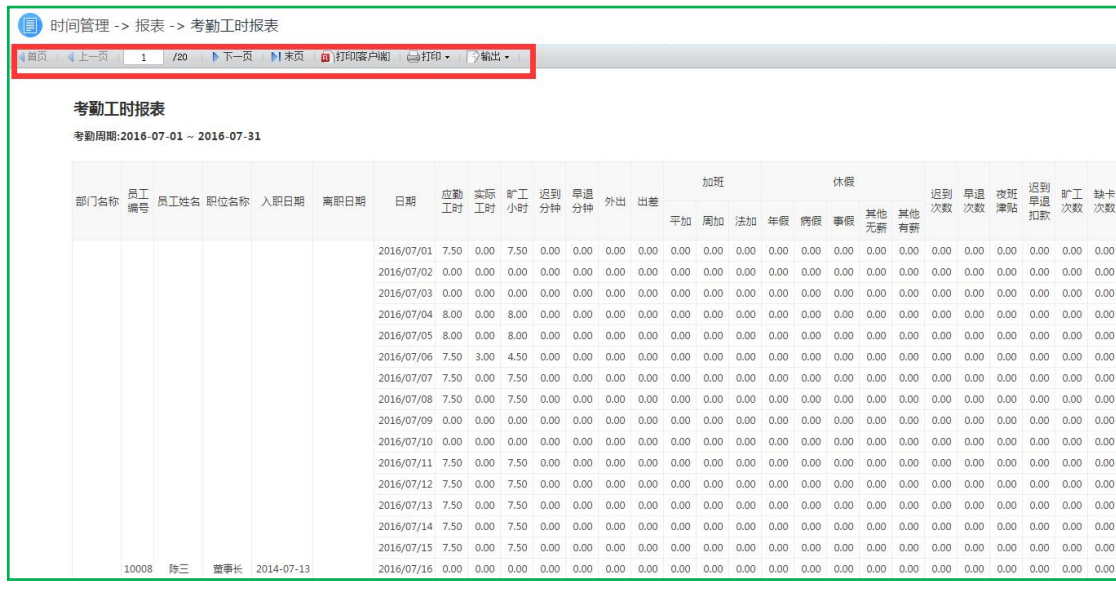 时间管理 -> 报表 -> 考勤工时报表
首页 上一页 1 /20 下一页 末页 打印[客户端] 打印 输出
考勤工时报表
考勤周期:2016-07-01 ~ 2016-07-31
部门名称 员工编号 员工姓名 职位名称 入职日期 离职日期 日期 应勤工时 实际工时 旷工小时 迟到分钟 早退分钟 外出 出差 加班 休假 迟到次数 早退次数 夜班津贴 迟到早退扣款 旷工次数 缺卡次数
平加 周加 法加 年假 病假 事假 其他无薪 其他有薪
2016/07/01 7.50 0.00 7.50 0.00 0.00 0.00 0.00 0.00 0.00 0.00 0.00 0.00 0.00 0.00 0.00 0.00 0.00 0.00 0.00 0.00 0.00
2016/07/02 0.00 0.00 0.00 0.00 0.00 0.00 0.00 0.00 0.00 0.00 0.00 0.00 0.00 0.00 0.00 0.00 0.00 0.00 0.00 0.00 0.00
2016/07/03 0.00 0.00 0.00 0.00 0.00 0.00 0.00 0.00 0.00 0.00 0.00 0.00 0.00 0.00 0.00 0.00 0.00 0.00 0.00 0.00 0.00
2016/07/04 8.00 0.00 8.00 0.00 0.00 0.00 0.00 0.00 0.00 0.00 0.00 0.00 0.00 0.00 0.00 0.00 0.00 0.00 0.00 0.00 0.00
2016/07/05 8.00 0.00 8.00 0.00 0.00 0.00 0.00 0.00 0.00 0.00 0.00 0.00 0.00 0.00 0.00 0.00 0.00 0.00 0.00 0.00 0.00
2016/07/06 7.50 3.00 4.50 0.00 0.00 0.00 0.00 0.00 0.00 0.00 0.00 0.00 0.00 0.00 0.00 0.00 0.00 0.00 0.00 0.00 0.00
2016/07/07 7.50 0.00 7.50 0.00 0.00 0.00 0.00 0.00 0.00 0.00 0.00 0.00 0.00 0.00 0.00 0.00 0.00 0.00 0.00 0.00 0.00
2016/07/08 7.50 0.00 7.50 0.00 0.00 0.00 0.00 0.00 0.00 0.00 0.00 0.00 0.00 0.00 0.00 0.00 0.00 0.00 0.00 0.00 0.00
2016/07/09 0.00 0.00 0.00 0.00 0.00 0.00 0.00 0.00 0.00 0.00 0.00 0.00 0.00 0.00 0.00 0.00 0.00 0.00 0.00 0.00 0.00
2016/07/10 0.00 0.00 0.00 0.00 0.00 0.00 0.00 0.00 0.00 0.00 0.00 0.00 0.00 0.00 0.00 0.00 0.00 0.00 0.00 0.00 0.00
2016/07/11 7.50 0.00 7.50 0.00 0.00 0.00 0.00 0.00 0.00 0.00 0.00 0.00 0.00 0.00 0.00 0.00 0.00 0.00 0.00 0.00 0.00
2016/07/12 7.50 0.00 7.50 0.00 0.00 0.00 0.00 0.00 0.00 0.00 0.00 0.00 0.00 0.00 0.00 0.00 0.00 0.00 0.00 0.00 0.00
2016/07/13 7.50 0.00 7.50 0.00 0.00 0.00 0.00 0.00 0.00 0.00 0.00 0.00 0.00 0.00 0.00 0.00 0.00 0.00 0.00 0.00 0.00
2016/07/14 7.50 0.00 7.50 0.00 0.00 0.00 0.00 0.00 0.00 0.00 0.00 0.00 0.00 0.00 0.00 0.00 0.00 0.00 0.00 0.00 0.00
2016/07/15 7.50 0.00 7.50 0.00 0.00 0.00 0.00 0.00 0.00 0.00 0.00 0.00 0.00 0.00 0.00 0.00 0.00 0.00 0.00 0.00 0.00
10008 陈三 董事长 2014-07-13 2016/07/16 0.00 0.00 0.00 0.00 0.00 0.00 0.00 0.00 0.00 0.00 0.00 0.00 0.00 0.00 0.00 0.00 0.00 0.00 0.00 0.00 0.00